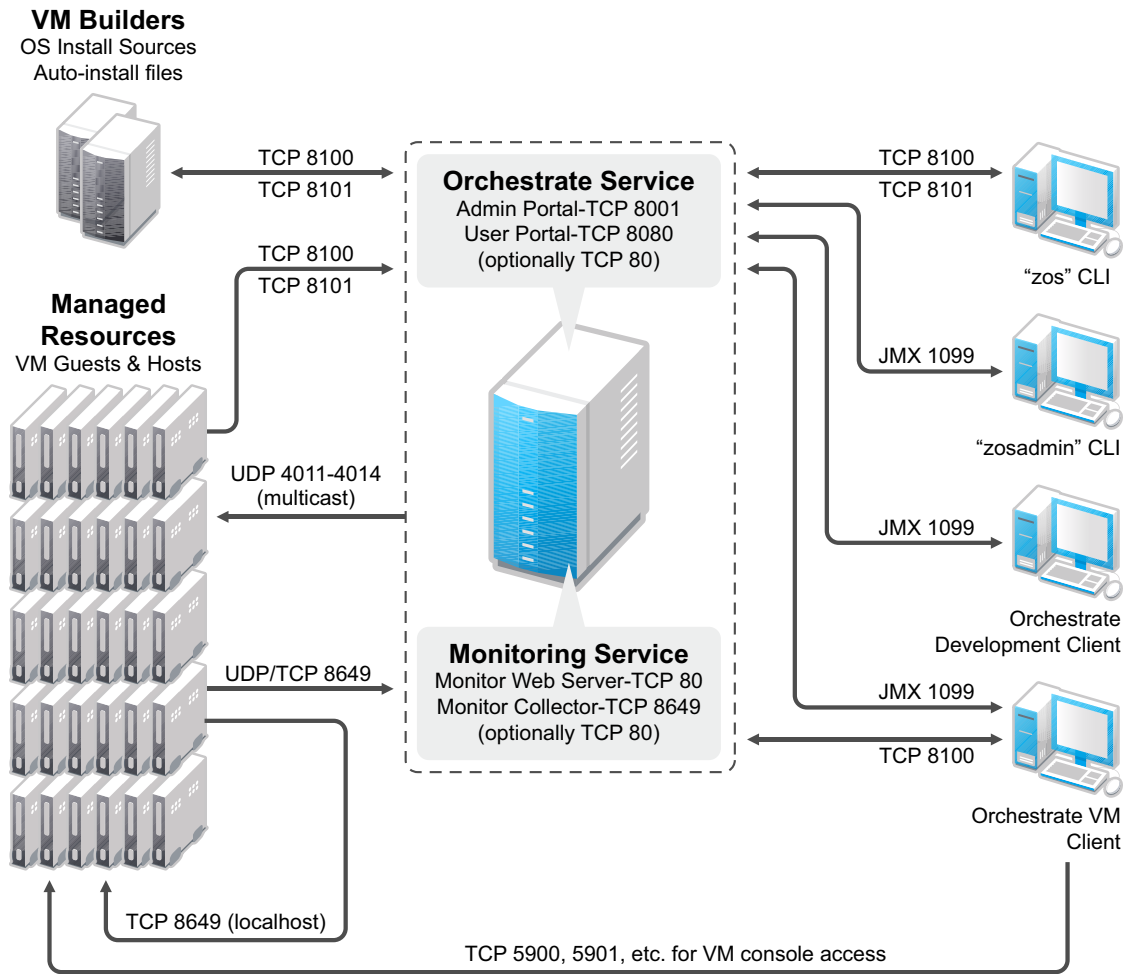 VM Builders
OS Install Sources
Auto-install files
TCP 8100
TCP 8101
TCP 8100
TCP 8101
Managed
Resources
VM Guests & Hosts
UDP 4011-4014
(multicast)
UDP/TCP 8649
TCP 8649 (localhost)
Orchestrate Service
Admin Portal-TCP 8001
User Portal-TCP 8080
(optionally TCP 80)
Monitoring Service
Monitor Web Server-TCP 80
Monitor Collector-TCP 8649
(optionally TCP 80)
TCP 8100
TCP 8101
“zos” CLI
JMX 1099
“zosadmin” CLI
JMX 1099
Orchestrate
Development Client
JMX 1099
TCP 8100
Orchestrate VM
Client
TCP 5900, 5901, etc. for VM console access